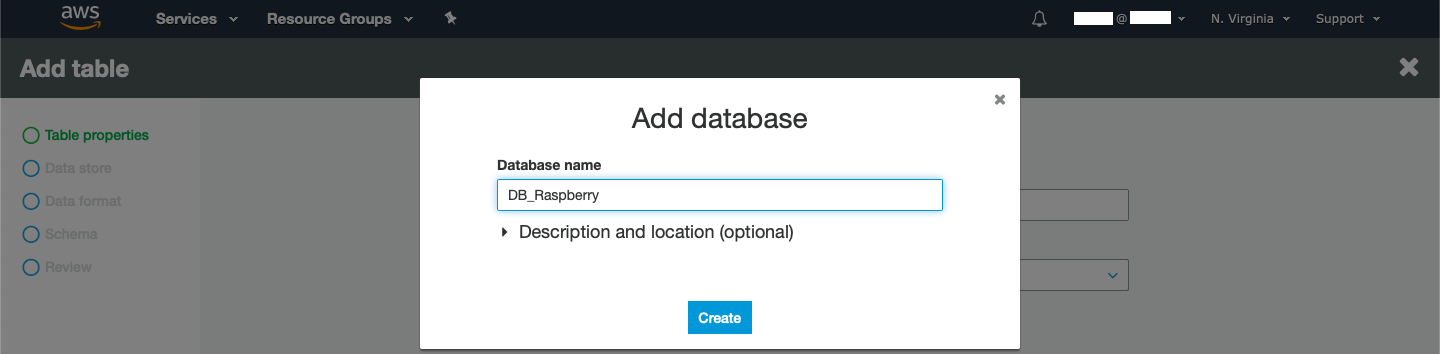 aws Services Resource Groups @ N. Virginia Support
Add table
Add database
Table properties
Data store
Data format
Schema
Review
Database name
DB_Raspberry
Description and location (optional)
Create